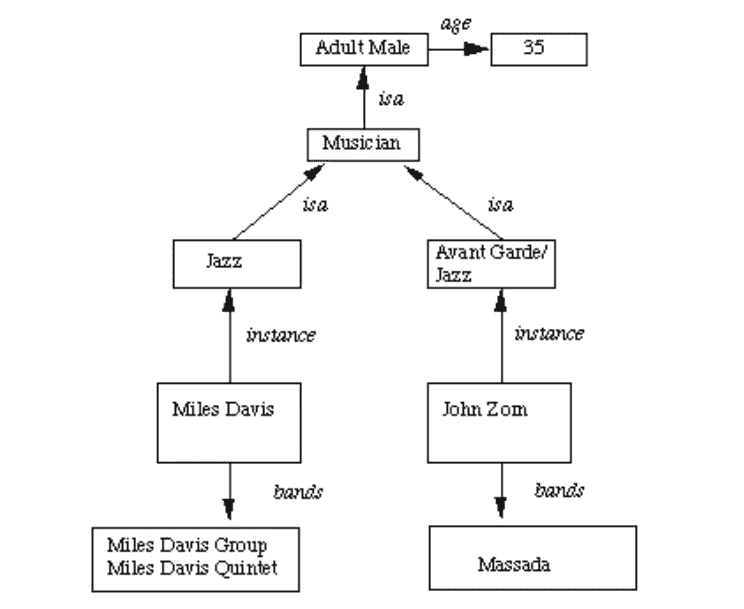 age
Adult Male
35
isa
Musician
isa
isa
Jazz
Avant Garde/
Jazz
instance
instance
Miles Davis
John Zorn
bands
bands
Miles Davis Group
Miles Davis Quintet
Massada